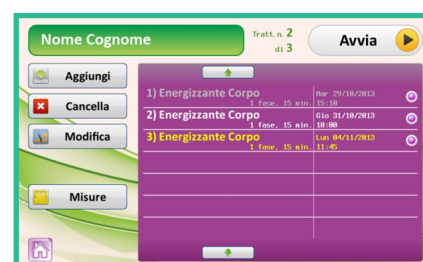 Nome Cognome
Tratt. n. 2
di 3
Avvia
Aggiungi
Cancella
Modifica
Misure
1) Energizzante Corpo
1 fase, 15 min.
Mar 29/10/2013
15:10
2) Energizzante Corpo
1 fase, 15 min.
Gio 31/10/2013
10:00
3) Energizzante Corpo
1 fase, 15 min.
Lun 04/11/2013
11:45